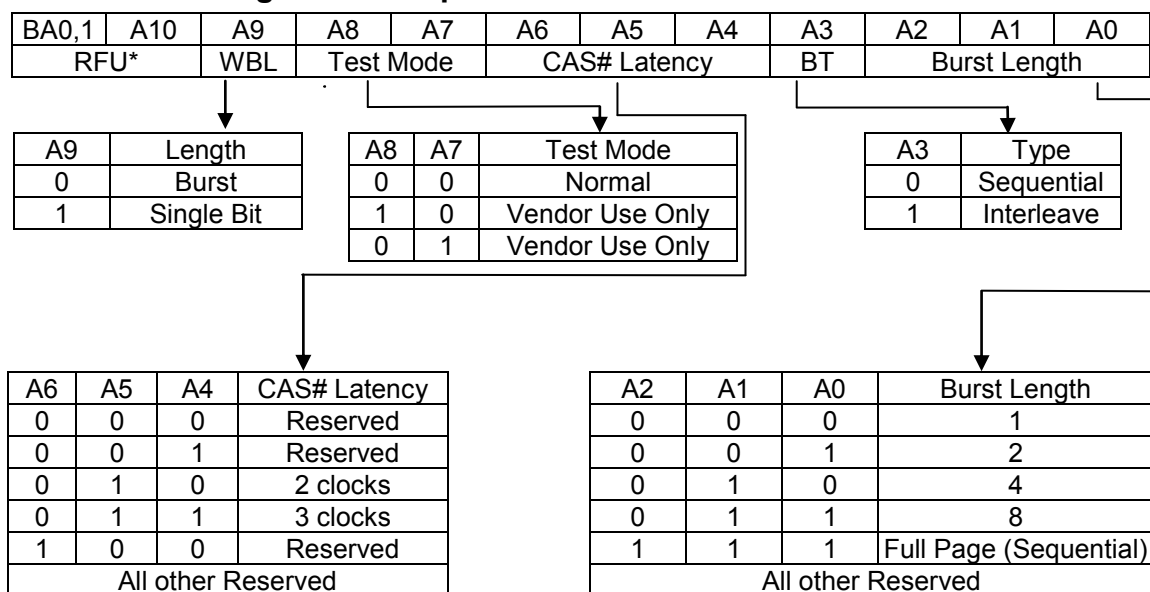 BA0,1 A10 A9 A8 A7 A6 A5 A4 A3 A2 A1 A0
RFU* WBL Test Mode CAS# Latency BT Burst Length
A9 Length
0 Burst
1 Single Bit
A8 A7 Test Mode
0 0 Normal
1 0 Vendor Use Only
0 1 Vendor Use Only
A3 Type
0 Sequential
1 Interleave
A6 A5 A4 CAS# Latency
0 0 0 Reserved
0 0 1 Reserved
0 1 0 2 clocks
0 1 1 3 clocks
1 0 0 Reserved
All other Reserved
A2 A1 A0 Burst Length
0 0 0 1
0 0 1 2
0 1 0 4
0 1 1 8
1 1 1 Full Page (Sequential)
All other Reserved